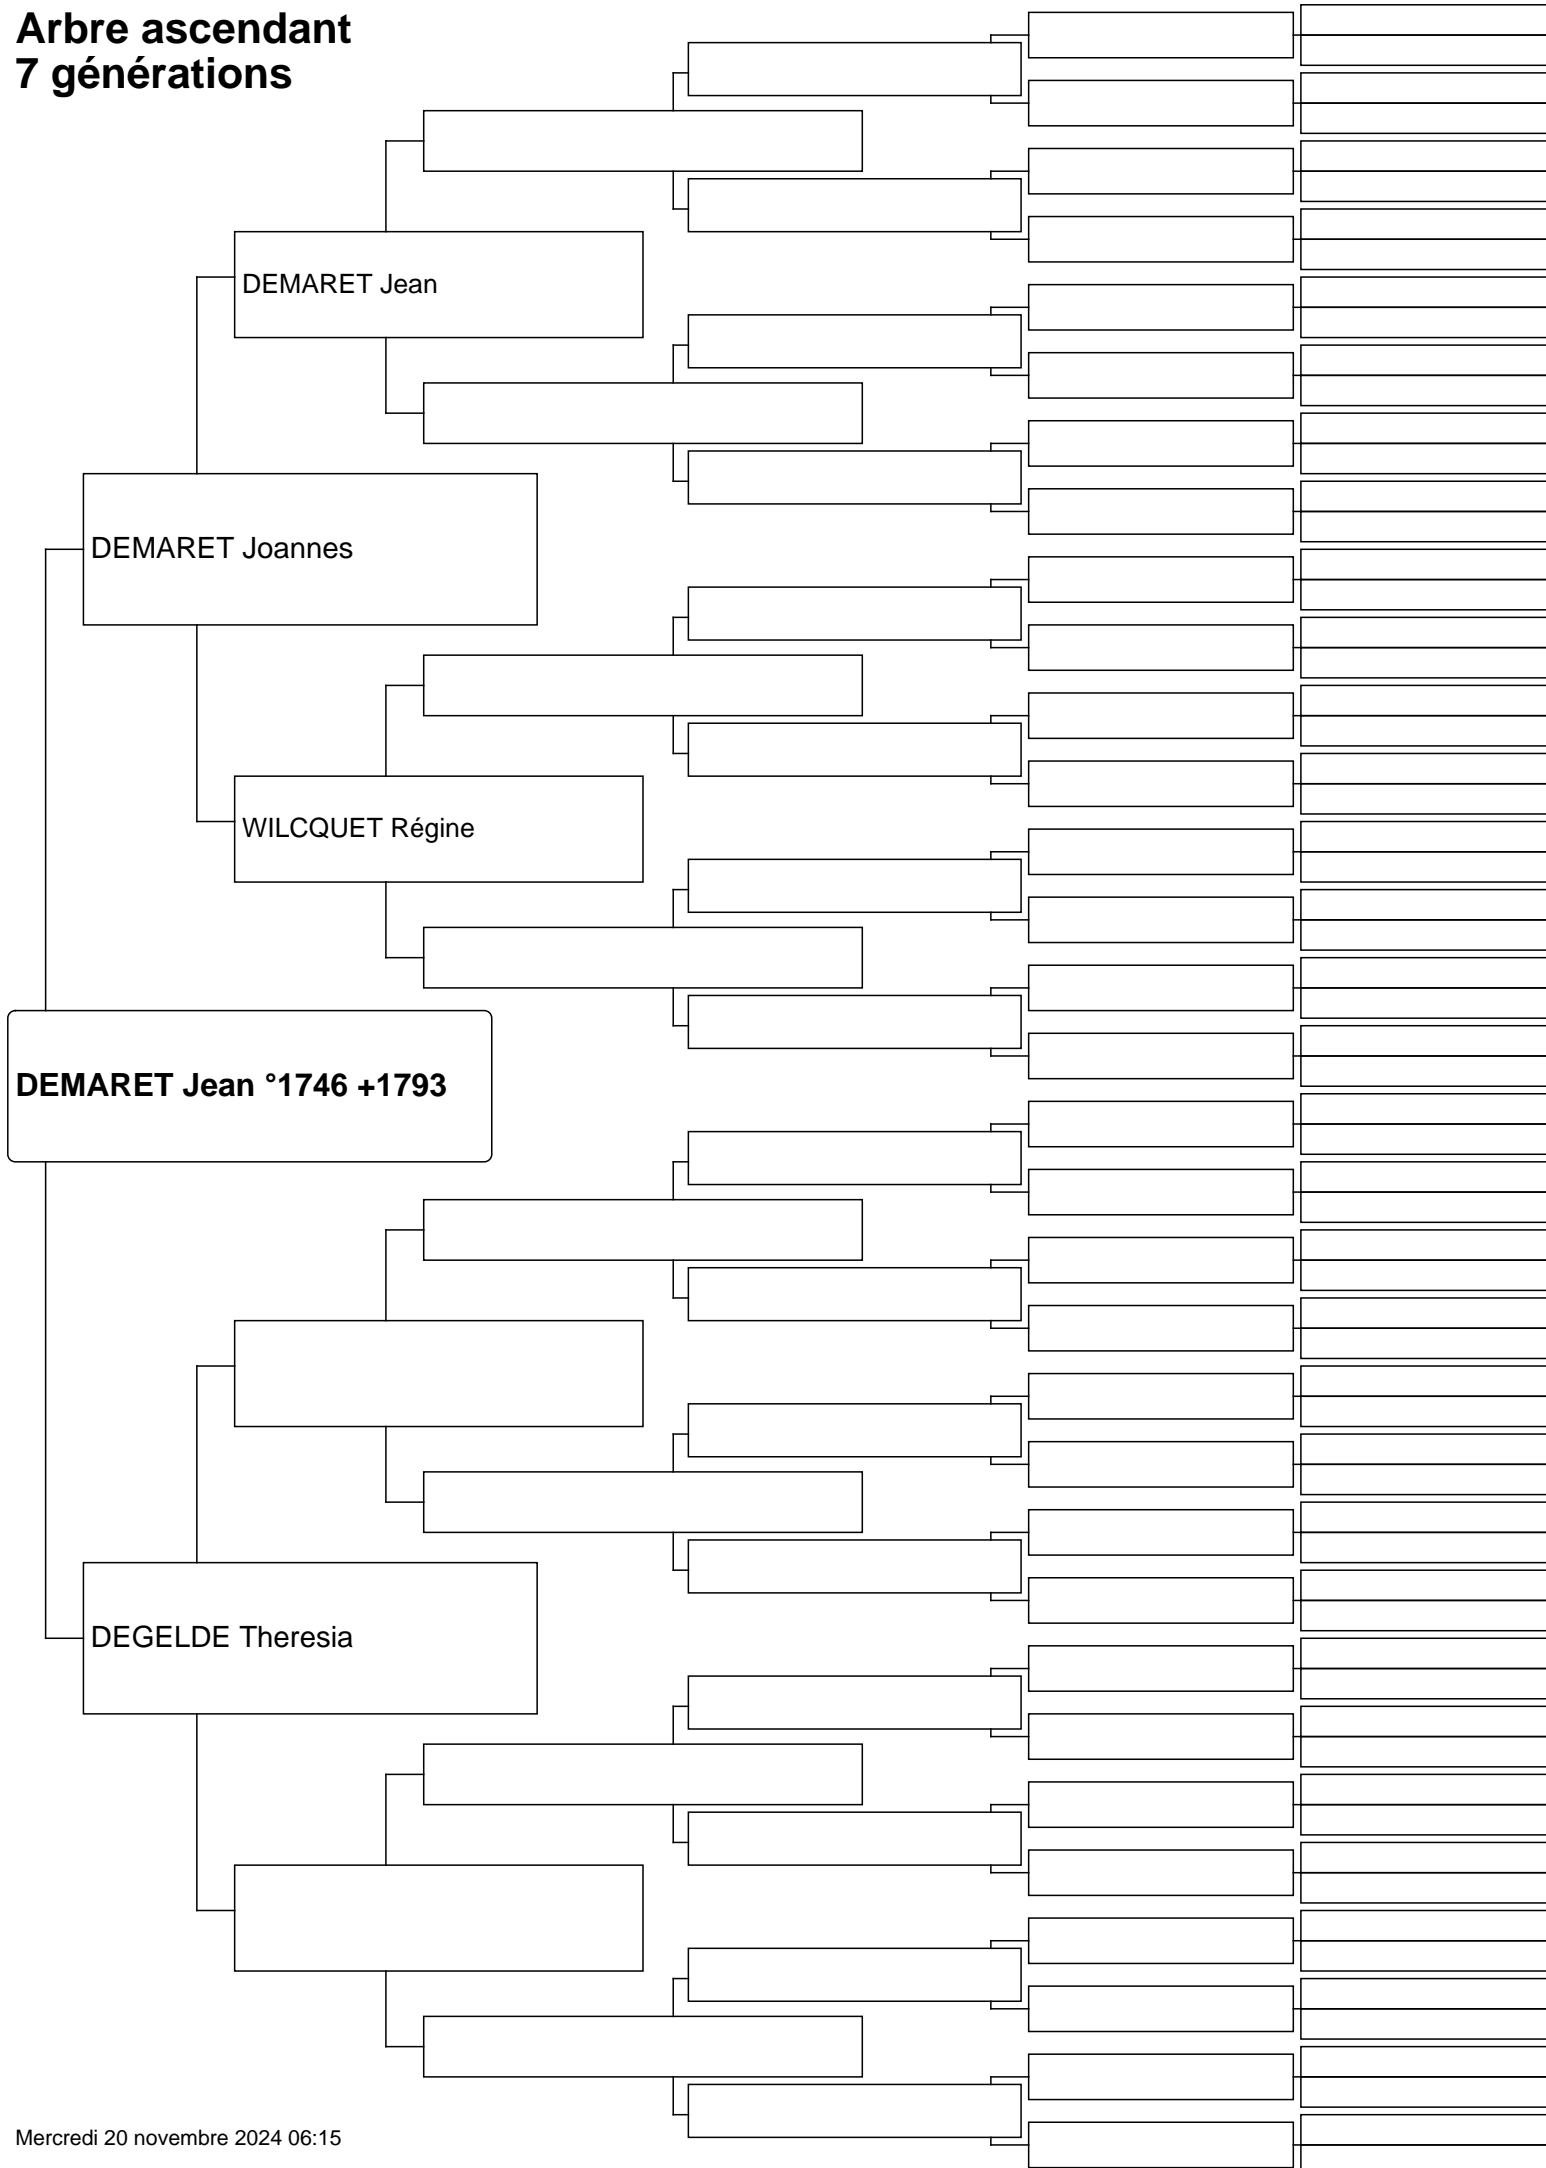 Arbre ascendant
7 générations
DEMARET Jean
DEMARET Joannes
WILCQUET Régine
DEMARET Jean °1746 +1793
DEGELDE Theresia
Mercredi 20 novembre 2024 06:15